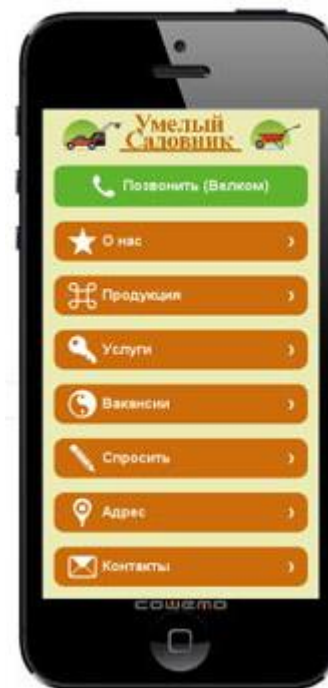 Умелый
Садовник
Позвонить (Велком)
О нас
Продукция
Услуги
Вакансии
Спросить
Адрес
Контакты
cowemo